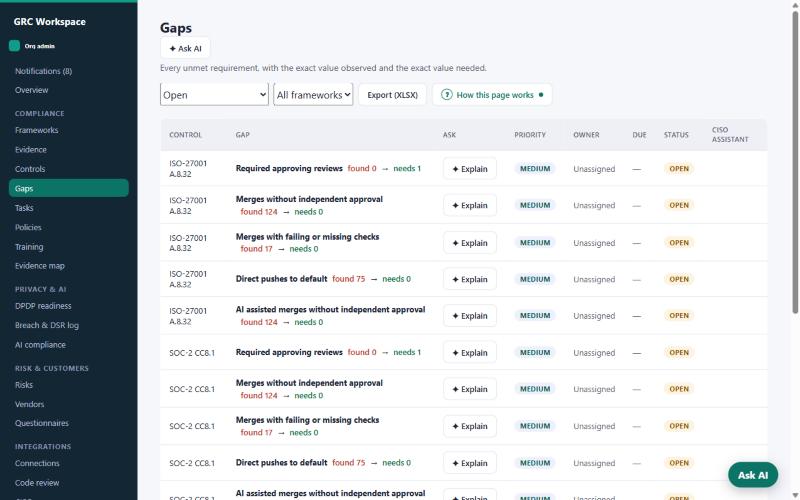 GRC Workspace
Org admin
Notifications (8)
Overview
COMPLIANCE
Frameworks
Evidence
Controls
Gaps
Tasks
Policies
Training
Evidence map
PRIVACY & AI
DPDP readiness
Breach & DSR log
AI compliance
RISK & CUSTOMERS
Risks
Vendors
Questionnaires
INTEGRATIONS
Connections
Code review
Gaps
✦ Ask AI
Every unmet requirement, with the exact value observed and the exact value needed.
Open
All frameworks
Export (XLSX)
? How this page works
CONTROL GAP ASK PRIORITY OWNER DUE STATUS CISO ASSISTANT
ISO-27001 A.8.32 Required approving reviews found 0 → needs 1 ✦ Explain MEDIUM Unassigned — OPEN
ISO-27001 A.8.32 Merges without independent approval found 124 → needs 0 ✦ Explain MEDIUM Unassigned — OPEN
ISO-27001 A.8.32 Merges with failing or missing checks found 17 → needs 0 ✦ Explain MEDIUM Unassigned — OPEN
ISO-27001 A.8.32 Direct pushes to default found 75 → needs 0 ✦ Explain MEDIUM Unassigned — OPEN
ISO-27001 A.8.32 AI assisted merges without independent approval found 124 → needs 0 ✦ Explain MEDIUM Unassigned — OPEN
SOC-2 CC8.1 Required approving reviews found 0 → needs 1 ✦ Explain MEDIUM Unassigned — OPEN
SOC-2 CC8.1 Merges without independent approval found 124 → needs 0 ✦ Explain MEDIUM Unassigned — OPEN
SOC-2 CC8.1 Merges with failing or missing checks found 17 → needs 0 ✦ Explain MEDIUM Unassigned — OPEN
SOC-2 CC8.1 Direct pushes to default found 75 → needs 0 ✦ Explain MEDIUM Unassigned — OPEN
SOC-2 CC8.1 AI assisted merges without independent approval ✦ Explain MEDIUM Unassigned — OPEN
Ask AI